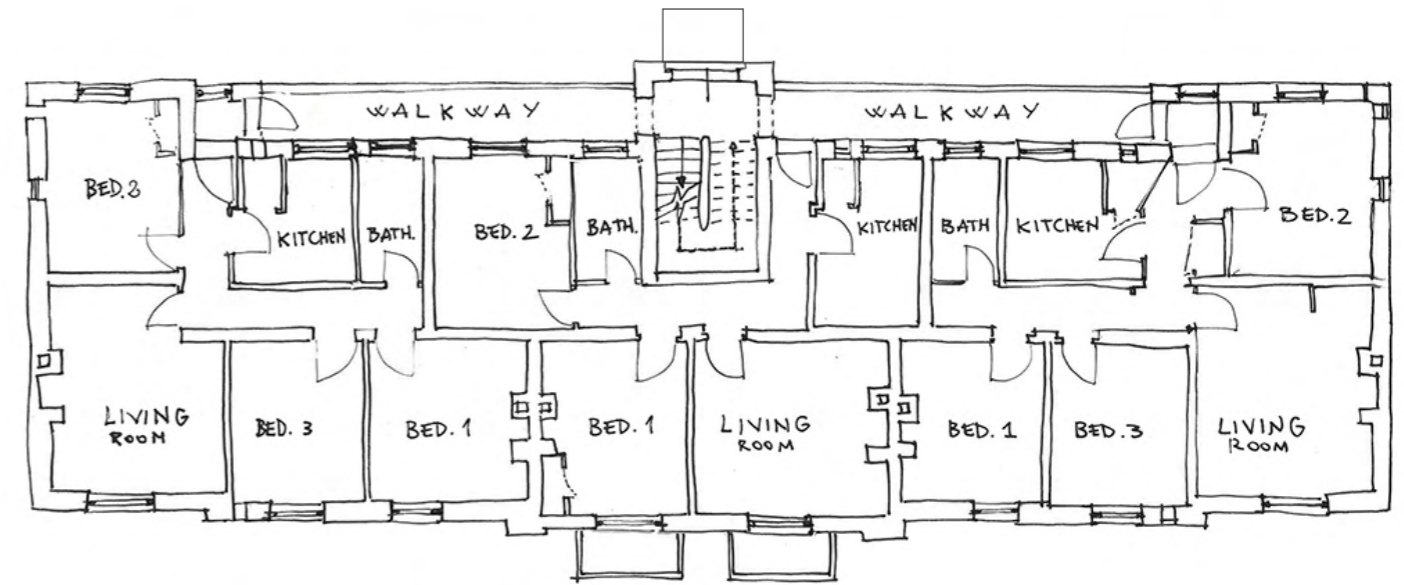 WALKWAY
WALKWAY
BED.2
KITCHEN
BATH.
BED.2
BATH.
KITCHEN
BATH
KITCHEN
BED.2
LIVING
ROOM
BED.3
BED.1
BED.1
LIVING
ROOM
BED.1
BED.3
LIVING
ROOM